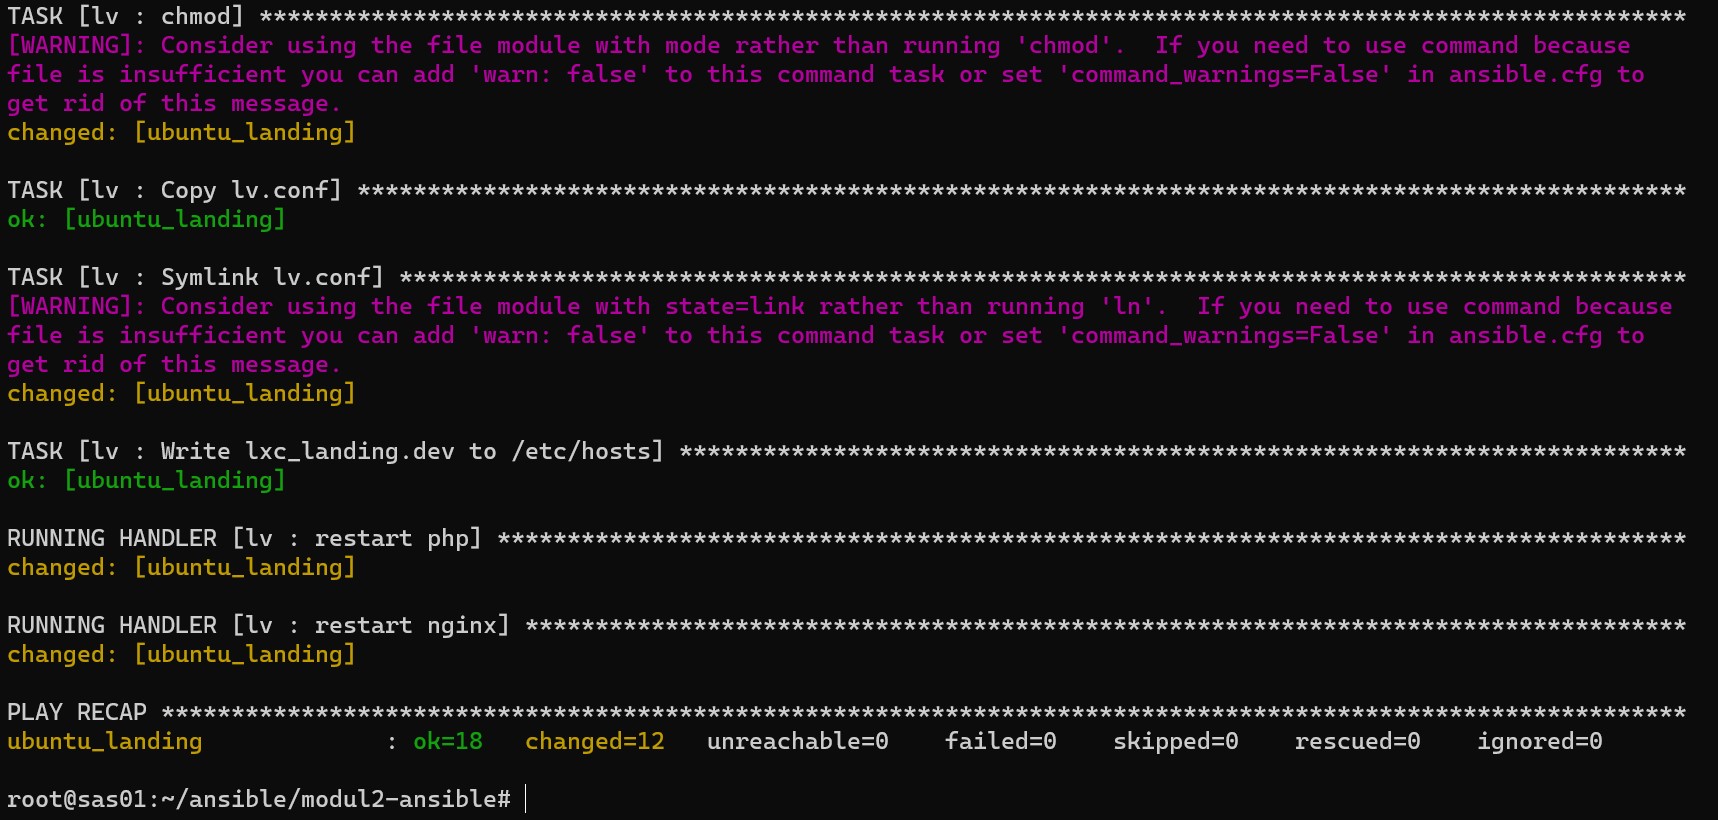 TASK [lv : chmod] ******************************************************************************************************
[WARNING]: Consider using the file module with mode rather than running 'chmod'.  If you need to use command because
file is insufficient you can add 'warn: false' to this command task or set 'command_warnings=False' in ansible.cfg to
get rid of this message.
changed: [ubuntu_landing]
TASK [lv : Copy lv.conf] ***********************************************************************************************
ok: [ubuntu_landing]
TASK [lv : Symlink lv.conf] ********************************************************************************************
[WARNING]: Consider using the file module with state=link rather than running 'ln'.  If you need to use command because
file is insufficient you can add 'warn: false' to this command task or set 'command_warnings=False' in ansible.cfg to
get rid of this message.
changed: [ubuntu_landing]
TASK [lv : Write lxc_landing.dev to /etc/hosts] ************************************************************************
ok: [ubuntu_landing]
RUNNING HANDLER [lv : restart php] *************************************************************************************
changed: [ubuntu_landing]
RUNNING HANDLER [lv : restart nginx] ***********************************************************************************
changed: [ubuntu_landing]
PLAY RECAP *************************************************************************************************************
ubuntu_landing             : ok=18   changed=12   unreachable=0    failed=0    skipped=0    rescued=0    ignored=0
root@sas01:~/ansible/modul2-ansible#